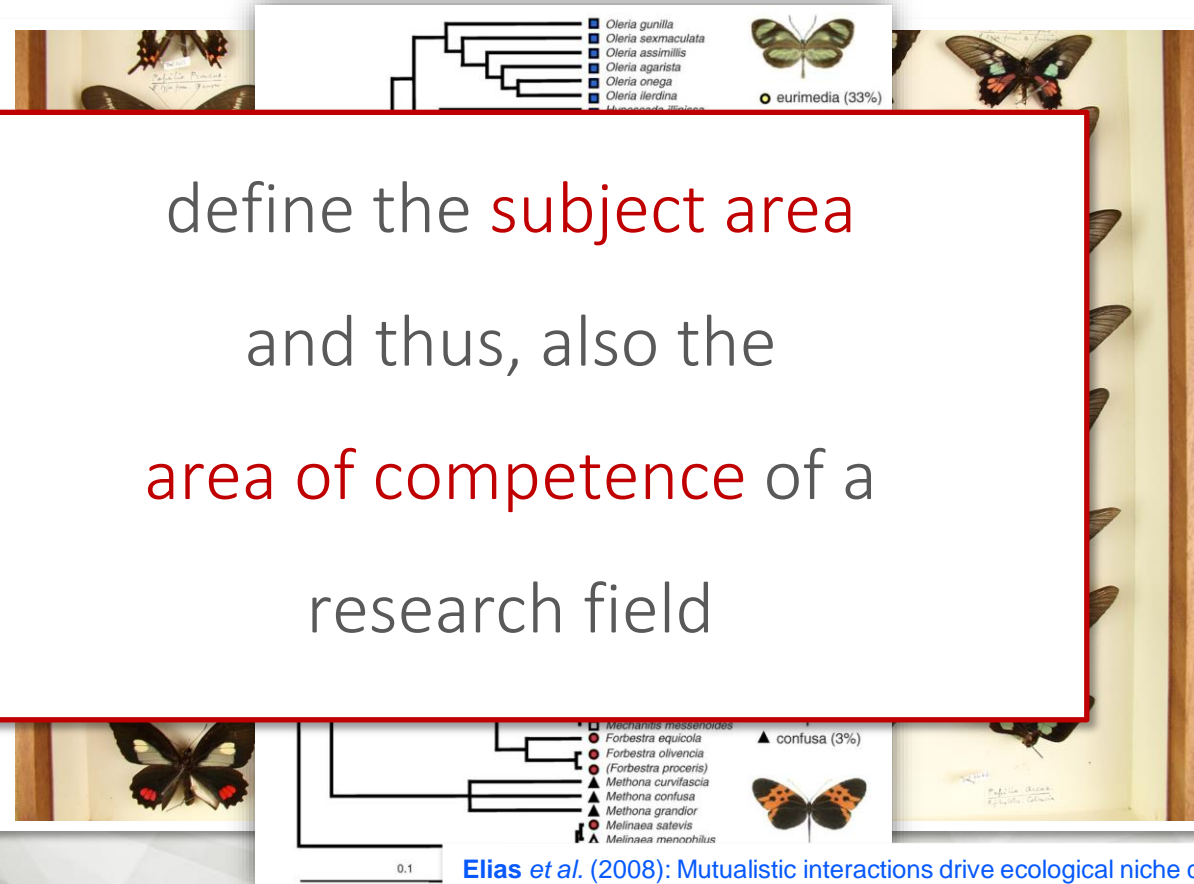 Oleria gunilla
Oleria sexmaculata
Oleria assimillis
Oleria agarista
Oleria onega
Oleria ilerdina
eurimedia (33%)
define the subject area
and thus, also the
area of competence of a
research field
Mechanitis messenoides
Forbestra equicola
confusa (3%)
Forbestra olivencia
(Forbestra proceris)
Methona curvifascia
Methona confusa
Methona grandior
Melinaea satevis
Melinaea menophilus
0.1
Elias et al. (2008): Mutualistic interactions drive ecological niche